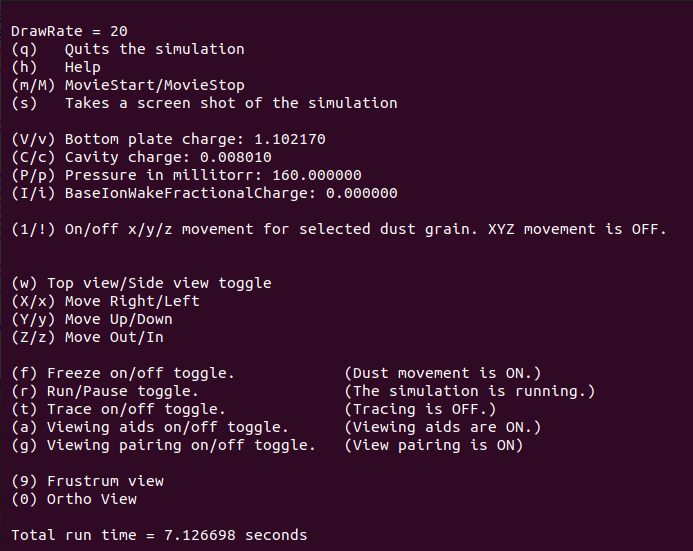 DrawRate = 20
(q)   Quits the simulation
(h)   Help
(m/M) MovieStart/MovieStop
(s)   Takes a screen shot of the simulation
(V/v) Bottom plate charge: 1.102170
(C/c) Cavity charge: 0.008010
(P/p) Pressure in millitorr: 160.000000
(I/i) BaseIonWakeFractionalCharge: 0.000000
(1/!) On/off x/y/z movement for selected dust grain. XYZ movement is OFF.
(w) Top view/Side view toggle
(X/x) Move Right/Left
(Y/y) Move Up/Down
(Z/z) Move Out/In
(f) Freeze on/off toggle.            (Dust movement is ON.)
(r) Run/Pause toggle.                (The simulation is running.)
(t) Trace on/off toggle.             (Tracing is OFF.)
(a) Viewing aids on/off toggle.      (Viewing aids are ON.)
(g) Viewing pairing on/off toggle.   (View pairing is ON)
(9) Frustrum view
(0) Ortho View
Total run time = 7.126698 seconds